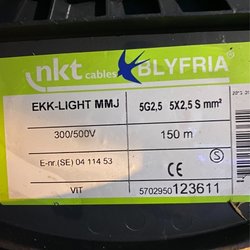 nkt cables BLYFRIA
EKK-LIGHT MMJ 5G2,5 5X2,5 S mm²
300/500V 150 m
E-nr.(SE) 04 114 53 CE
VIT 5702950123611